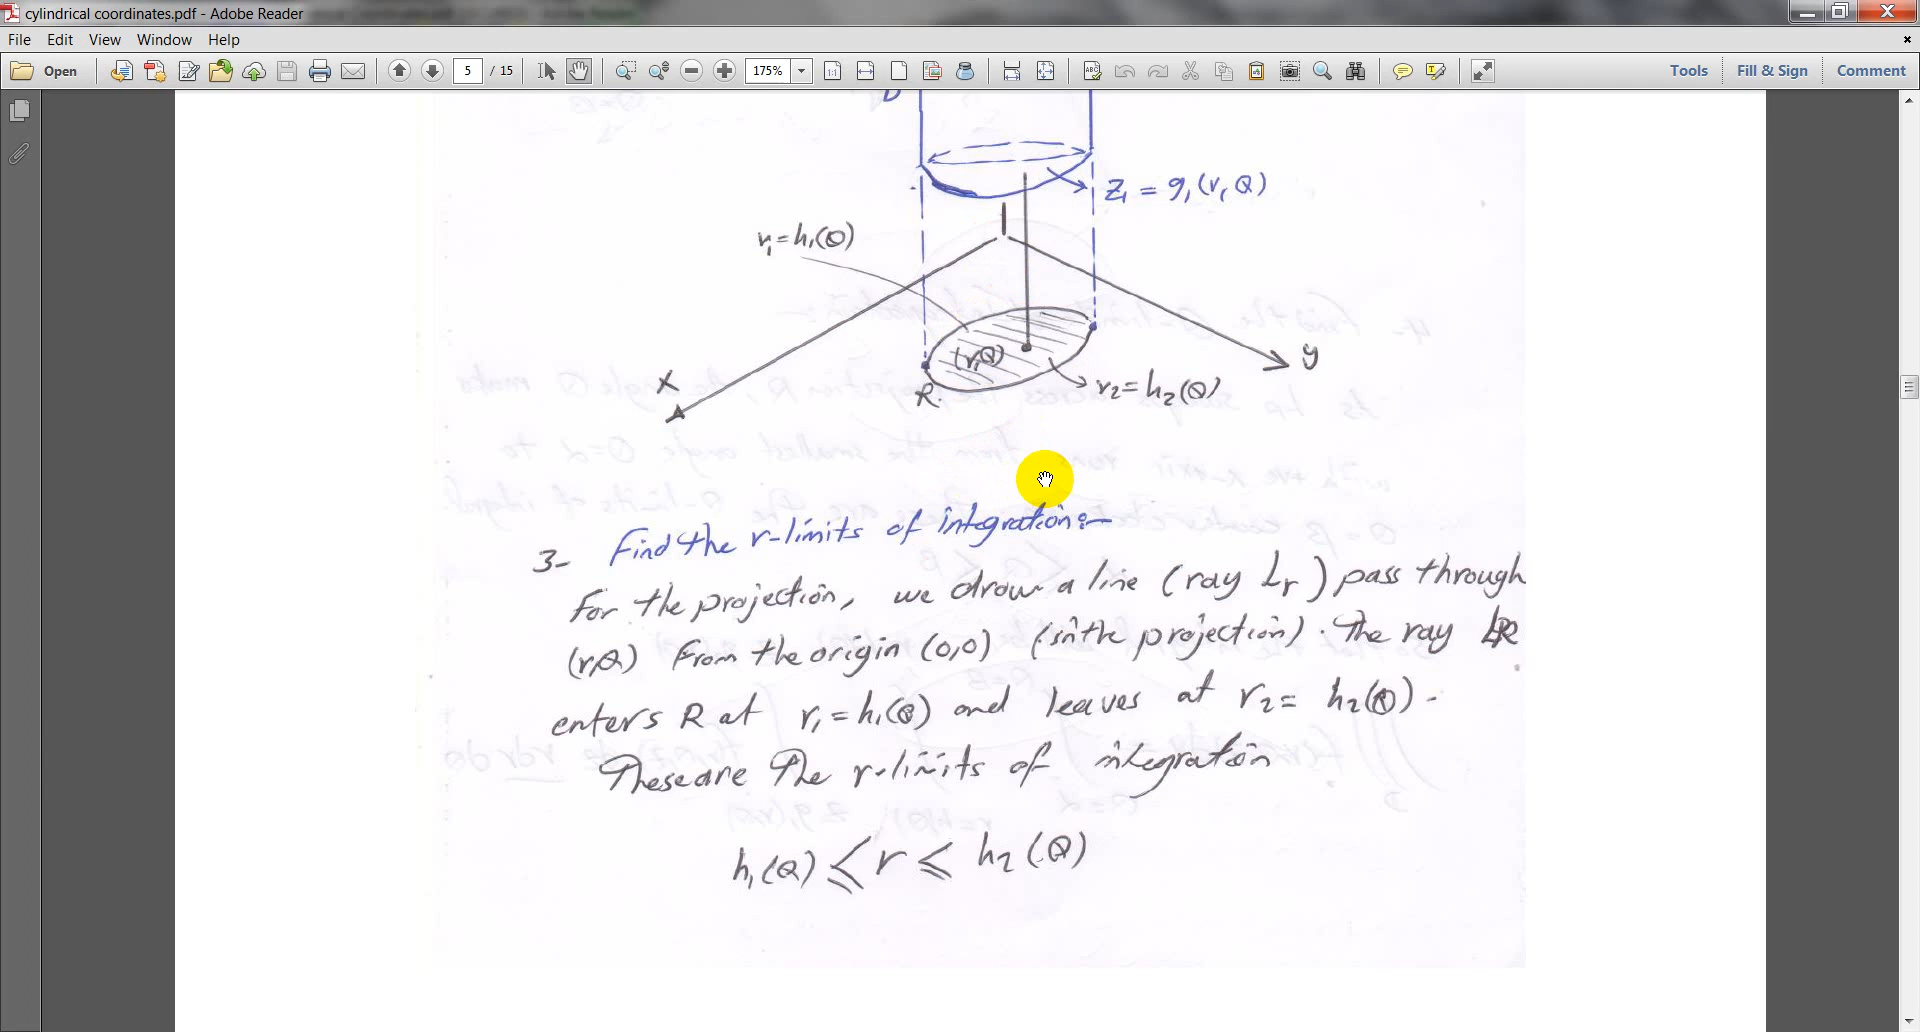 cylindrical coordinates.pdf - Adobe Reader
File Edit View Window Help
Open 5 / 15 175% Tools Fill & Sign Comment
D
Z₁ = g₁(r, θ)
r₁=h₁(θ)
(r,θ)
X
y
R.
r₂=h₂(θ)
3- Find the r-limits of integration:-
For the projection, we draw a line (ray Lr) pass through
(r,θ) From the origin (0,0) (in the projection). The ray LR
enters R at r₁ = h₁(θ) and leaves at r₂ = h₂(θ).
These are The r-limits of integration
h₁(θ) ≤ r ≤ h₂(θ)